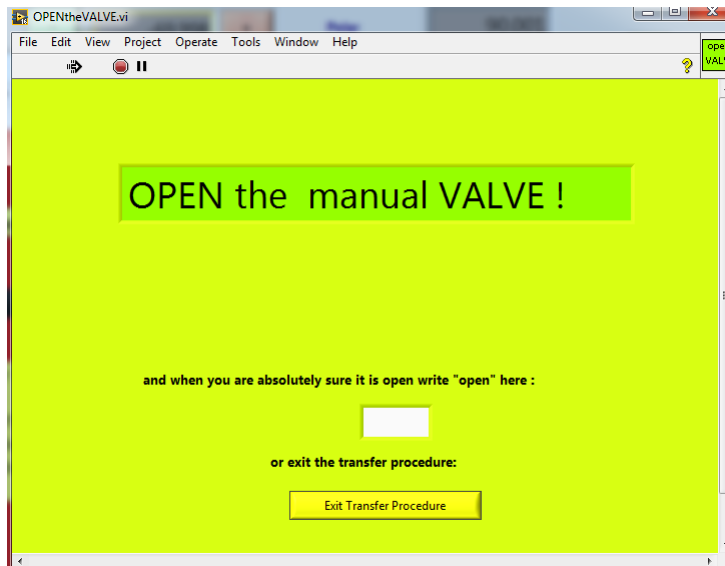 OPENtheVALVE.vi
File Edit View Project Operate Tools Window Help
OPEN the  manual VALVE !
and when you are absolutely sure it is open write "open" here :
or exit the transfer procedure:
Exit Transfer Procedure